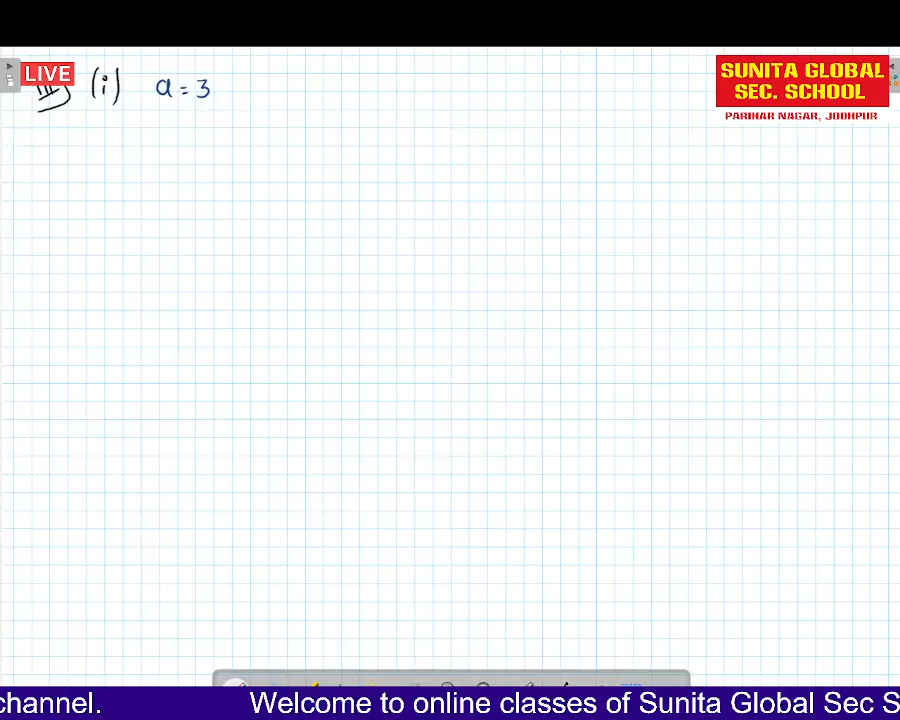 LIVE (i) a = 3
SUNITA GLOBAL
SEC. SCHOOL
PARIHAR NAGAR, JODHPUR
channel. Welcome to online classes of Sunita Global Sec S